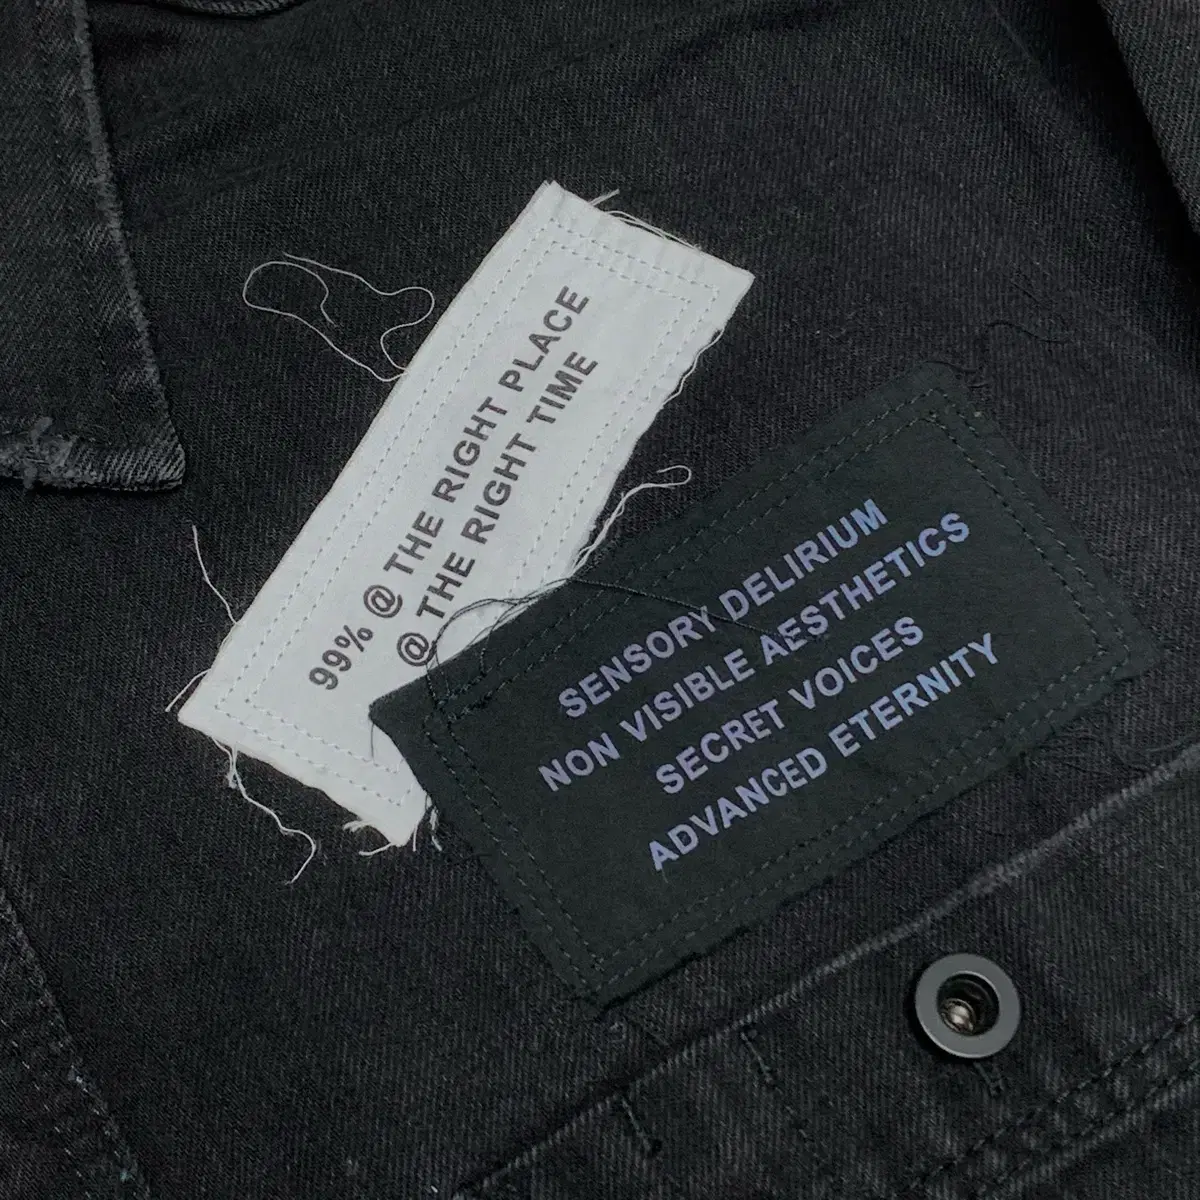 99% @ THE RIGHT PLACE
@ THE RIGHT TIME
SENSORY DELIRIUM
NON VISIBLE AESTHETICS
SECRET VOICES
ADVANCED ETERNITY